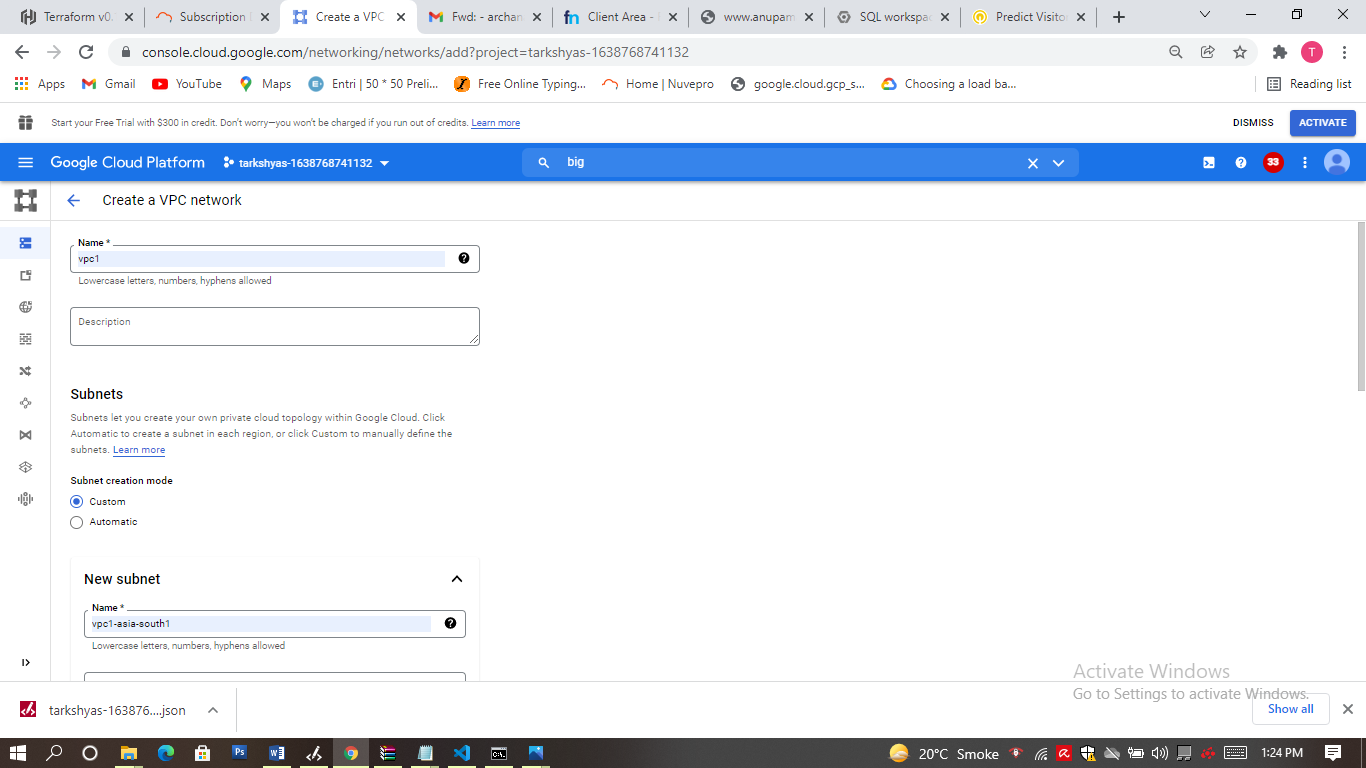 Terraform v0.
Subscription
Create a VPC
Fwd: - archan
Client Area -
www.anupam
SQL workspac
Predict Visito
console.cloud.google.com/networking/networks/add?project=tarkshyas-1638768741132
T
Apps
Gmail
YouTube
Maps
Entri | 50 * 50 Preli...
Free Online Typing...
Home | Nuvepro
google.cloud.gcp_s...
Choosing a load ba...
Reading list
Start your Free Trial with $300 in credit. Don't worry—you won't be charged if you run out of credits. Learn more
DISMISS
ACTIVATE
Google Cloud Platform
tarkshyas-1638768741132
big
33
Create a VPC network
Name *
vpc1
Lowercase letters, numbers, hyphens allowed
Description
Subnets
Subnets let you create your own private cloud topology within Google Cloud. Click
Automatic to create a subnet in each region, or click Custom to manually define the
subnets. Learn more
Subnet creation mode
Custom
Automatic
New subnet
Name *
vpc1-asia-south1
Lowercase letters, numbers, hyphens allowed
Activate Windows
Go to Settings to activate Windows.
tarkshyas-163876....json
Show all
20°C Smoke
1:24 PM